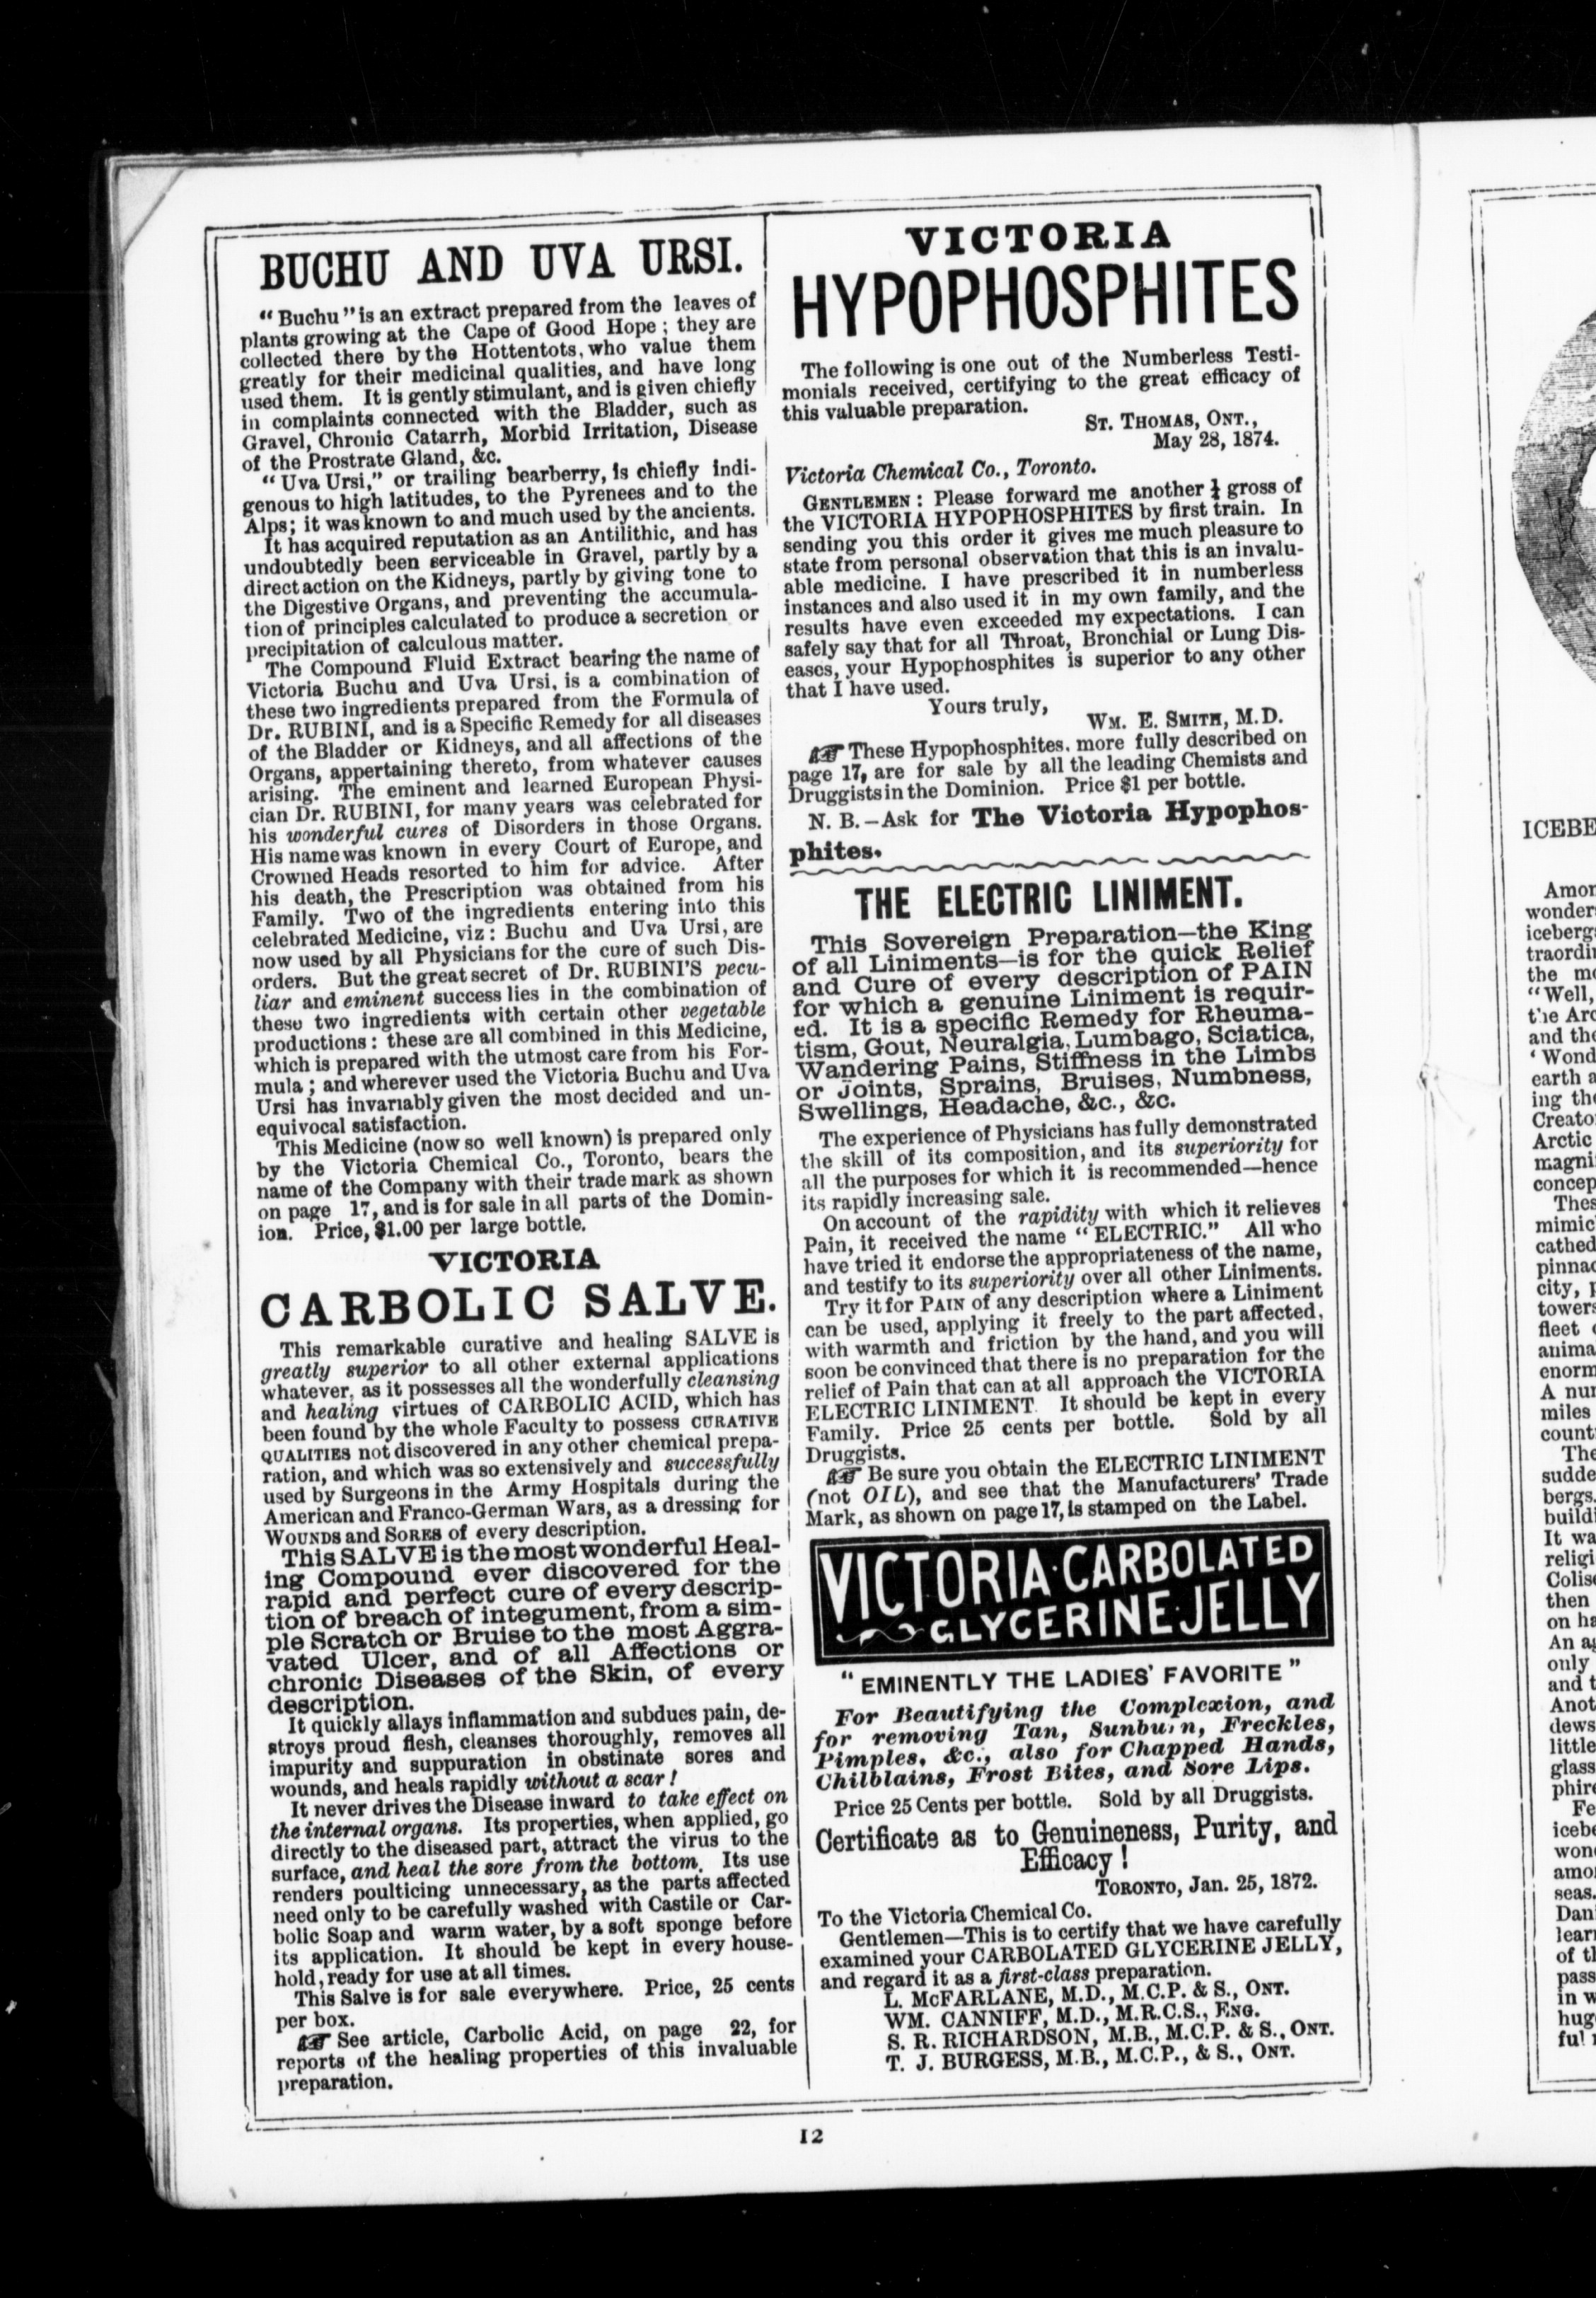 BUCHU AND UVA URSI.
“Buchu” is an extract prepared from the leaves of
plants growing at the Cape of Good Hope; they are
collected there by the Hottentots, who value them
greatly for their medicinal qualities, and have long
used them. It is gently stimulant, and is given chiefly
in complaints connected with the Bladder, such as
Gravel, Chronic Catarrh, Morbid Irritation, Disease
of the Prostrate Gland, &c.
“Uva Ursi,” or trailing bearberry, is chiefly indi-
genous to high latitudes, to the Pyrenees and to the
Alps; it was known to and much used by the ancients.
It has acquired reputation as an Antilithic, and has
undoubtedly been serviceable in Gravel, partly by a
direct action on the Kidneys, partly by giving tone to
the Digestive Organs, and preventing the accumula-
tion of principles calculated to produce a secretion or
precipitation of calculous matter.
The Compound Fluid Extract bearing the name of
Victoria Buchu and Uva Ursi, is a combination of
these two ingredients prepared from the Formula of
Dr. RUBINI, and is a Specific Remedy for all diseases
of the Bladder or Kidneys, and all affections of the
Organs, appertaining thereto, from whatever causes
arising. The eminent and learned European Physi-
cian Dr. RUBINI, for many years was celebrated for
his wonderful cures of Disorders in those Organs.
His name was known in every Court of Europe, and
Crowned Heads resorted to him for advice. After
his death, the Prescription was obtained from his
Family. Two of the ingredients entering into this
celebrated Medicine, viz: Buchu and Uva Ursi, are
now used by all Physicians for the cure of such Dis-
orders. But the great secret of Dr. RUBINI'S pecu-
liar and eminent success lies in the combination of
these two ingredients with certain other vegetable
productions: these are all combined in this Medicine,
which is prepared with the utmost care from his For-
mula; and wherever used the Victoria Buchu and Uva
Ursi has invariably given the most decided and un-
equivocal satisfaction.
This Medicine (now so well known) is prepared only
by the Victoria Chemical Co., Toronto, bears the
name of the Company with their trade mark as shown
on page 17, and is for sale in all parts of the Domin-
ion. Price, $1.00 per large bottle.
VICTORIA
CARBOLIC SALVE.
This remarkable curative and healing SALVE is
greatly superior to all other external applications
whatever, as it possesses all the wonderfully cleansing
and healing virtues of CARBOLIC ACID, which has
been found by the whole Faculty to possess CURATIVE
QUALITIES not discovered in any other chemical prepa-
ration, and which was so extensively and successfully
used by Surgeons in the Army Hospitals during the
American and Franco-German Wars, as a dressing for
WOUNDS and SORES of every description.
This SALVE is the most wonderful Heal-
ing Compound ever discovered for the
rapid and perfect cure of every descrip-
tion of breach of integument, from a sim-
ple Scratch or Bruise to the most Aggra-
vated Ulcer, and of all Affections or
chronic Diseases of the Skin, of every
description.
It quickly allays inflammation and subdues pain, de-
stroys proud flesh, cleanses thoroughly, removes all
impurity and suppuration in obstinate sores and
wounds, and heals rapidly without a scar!
It never drives the Disease inward to take effect on
the internal organs. Its properties, when applied, go
directly to the diseased part, attract the virus to the
surface, and heal the sore from the bottom. Its use
renders poulticing unnecessary, as the parts affected
need only to be carefully washed with Castile or Car-
bolic Soap and warm water, by a soft sponge before
its application. It should be kept in every house-
hold, ready for use at all times.
This Salve is for sale everywhere. Price, 25 cents
per box.
☞ See article, Carbolic Acid, on page 22, for
reports of the healing properties of this invaluable
preparation.
VICTORIA
HYPOPHOSPHITES
The following is one out of the Numberless Testi-
monials received, certifying to the great efficacy of
this valuable preparation.
ST. THOMAS, ONT.,
May 28, 1874.
Victoria Chemical Co., Toronto.
GENTLEMEN: Please forward me another ½ gross of
the VICTORIA HYPOPHOSPHITES by first train. In
sending you this order it gives me much pleasure to
state from personal observation that this is an invalu-
able medicine. I have prescribed it in numberless
instances and also used it in my own family, and the
results have even exceeded my expectations. I can
safely say that for all Throat, Bronchial or Lung Dis-
eases, your Hypophosphites is superior to any other
that I have used.
Yours truly,
WM. E. SMITH, M.D.
☞ These Hypophosphites, more fully described on
page 17, are for sale by all the leading Chemists and
Druggists in the Dominion. Price $1 per bottle.
N. B.—Ask for The Victoria Hypophos-
phites.
THE ELECTRIC LINIMENT.
This Sovereign Preparation—the King
of all Liniments—is for the quick Relief
and Cure of every description of PAIN
for which a genuine Liniment is requir-
ed. It is a specific Remedy for Rheuma-
tism, Gout, Neuralgia, Lumbago, Sciatica,
Wandering Pains, Stiffness in the Limbs
or Joints, Sprains, Bruises, Numbness,
Swellings, Headache, &c., &c.
The experience of Physicians has fully demonstrated
the skill of its composition, and its superiority for
all the purposes for which it is recommended—hence
its rapidly increasing sale.
On account of the rapidity with which it relieves
Pain, it received the name “ELECTRIC.” All who
have tried it endorse the appropriateness of the name,
and testify to its superiority over all other Liniments.
Try it for PAIN of any description where a Liniment
can be used, applying it freely to the part affected,
with warmth and friction by the hand, and you will
soon be convinced that there is no preparation for the
relief of Pain that can at all approach the VICTORIA
ELECTRIC LINIMENT. It should be kept in every
Family. Price 25 cents per bottle. Sold by all
Druggists.
☞ Be sure you obtain the ELECTRIC LINIMENT
(not OIL), and see that the Manufacturers' Trade
Mark, as shown on page 17, is stamped on the Label.
VICTORIA·CARBOLATED
GLYCERINE·JELLY
“EMINENTLY THE LADIES' FAVORITE”
For Beautifying the Complexion, and
for removing Tan, Sunburn, Freckles,
Pimples, &c., also for Chapped Hands,
Chilblains, Frost Bites, and Sore Lips.
Price 25 Cents per bottle. Sold by all Druggists.
Certificate as to Genuineness, Purity, and
Efficacy!
TORONTO, Jan. 25, 1872.
To the Victoria Chemical Co.
Gentlemen—This is to certify that we have carefully
examined your CARBOLATED GLYCERINE JELLY,
and regard it as a first-class preparation.
L. McFARLANE, M.D., M.C.P. & S., ONT.
WM. CANNIFF, M.D., M.R.C.S., ENG.
S. R. RICHARDSON, M.B., M.C.P. & S., ONT.
T. J. BURGESS, M.B., M.C.P., & S., ONT.
12